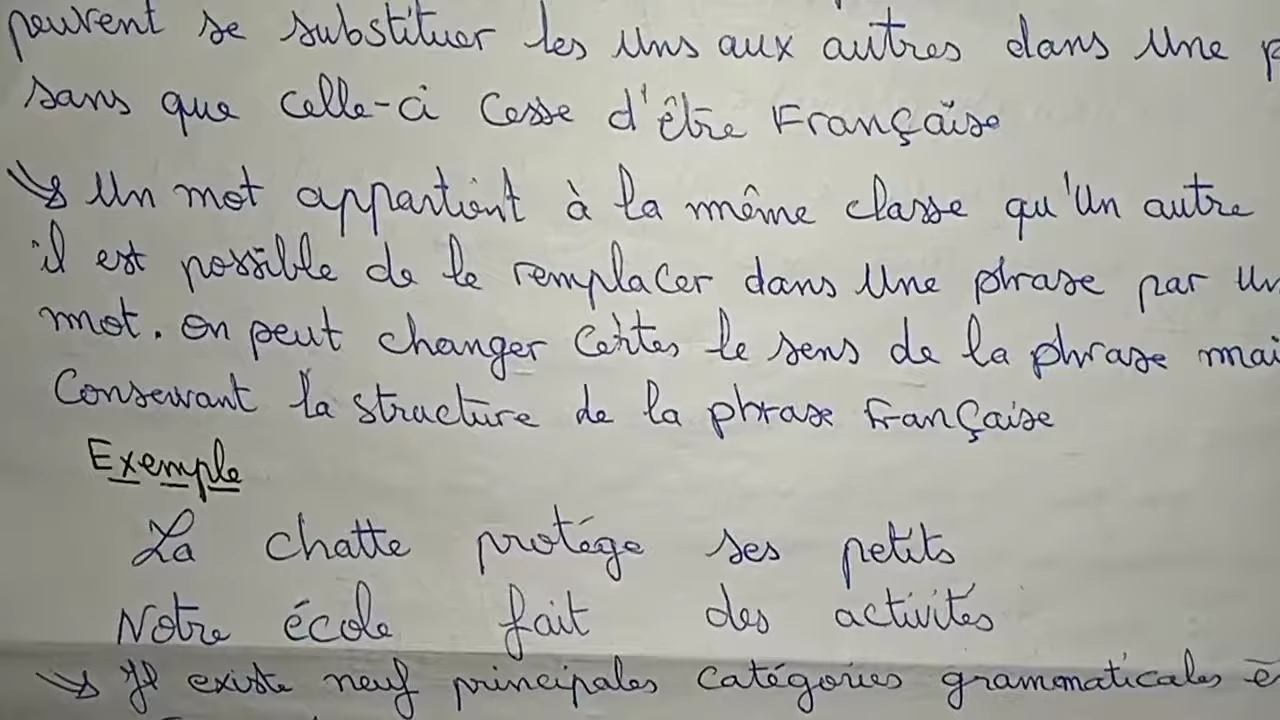 peuvent se substituer les uns aux autres dans une
sans que celle-ci cesse d'être Française
Un mot appartient à la même classe qu'un autre
il est possible de le remplacer dans une phrase par un
mot. on peut changer certes le sens de la phrase mai
Conservant la structure de la phrase Française
Exemple
La chatte protége ses petits
Notre école fait des activités
Il existe neuf principales catégories grammaticales